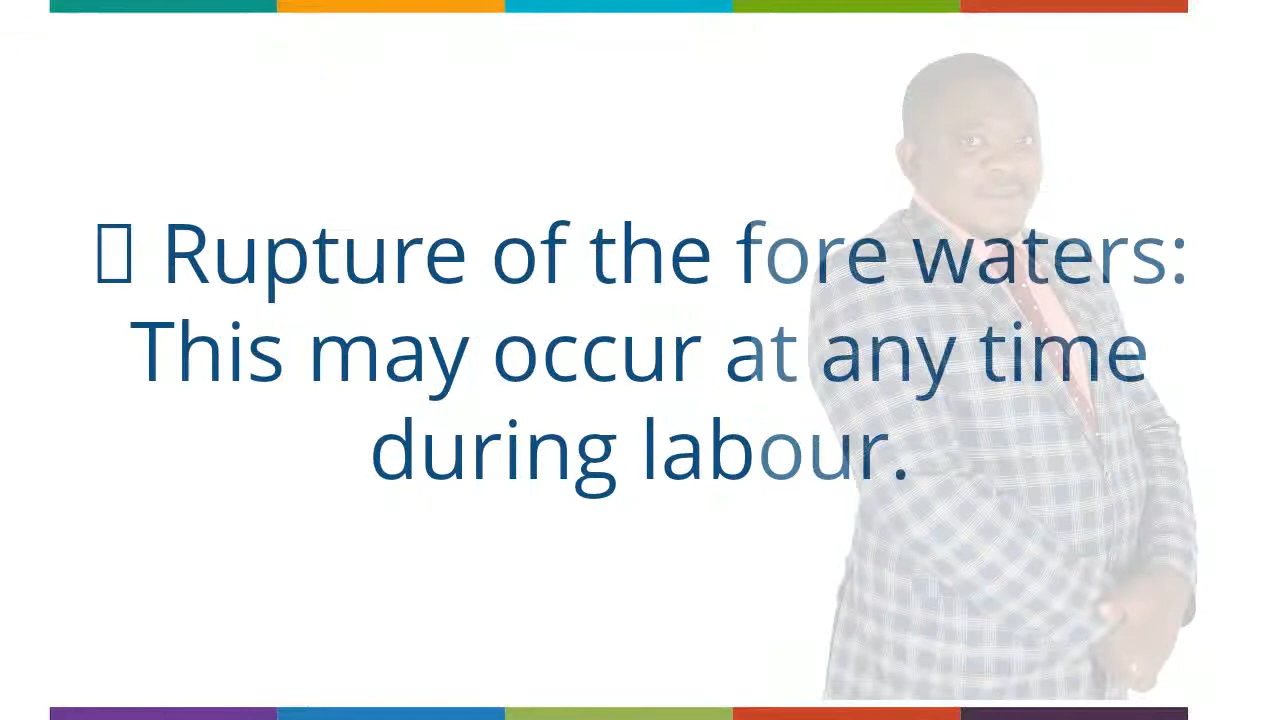 Rupture of the fore waters:
This may occur at any time
during labour.